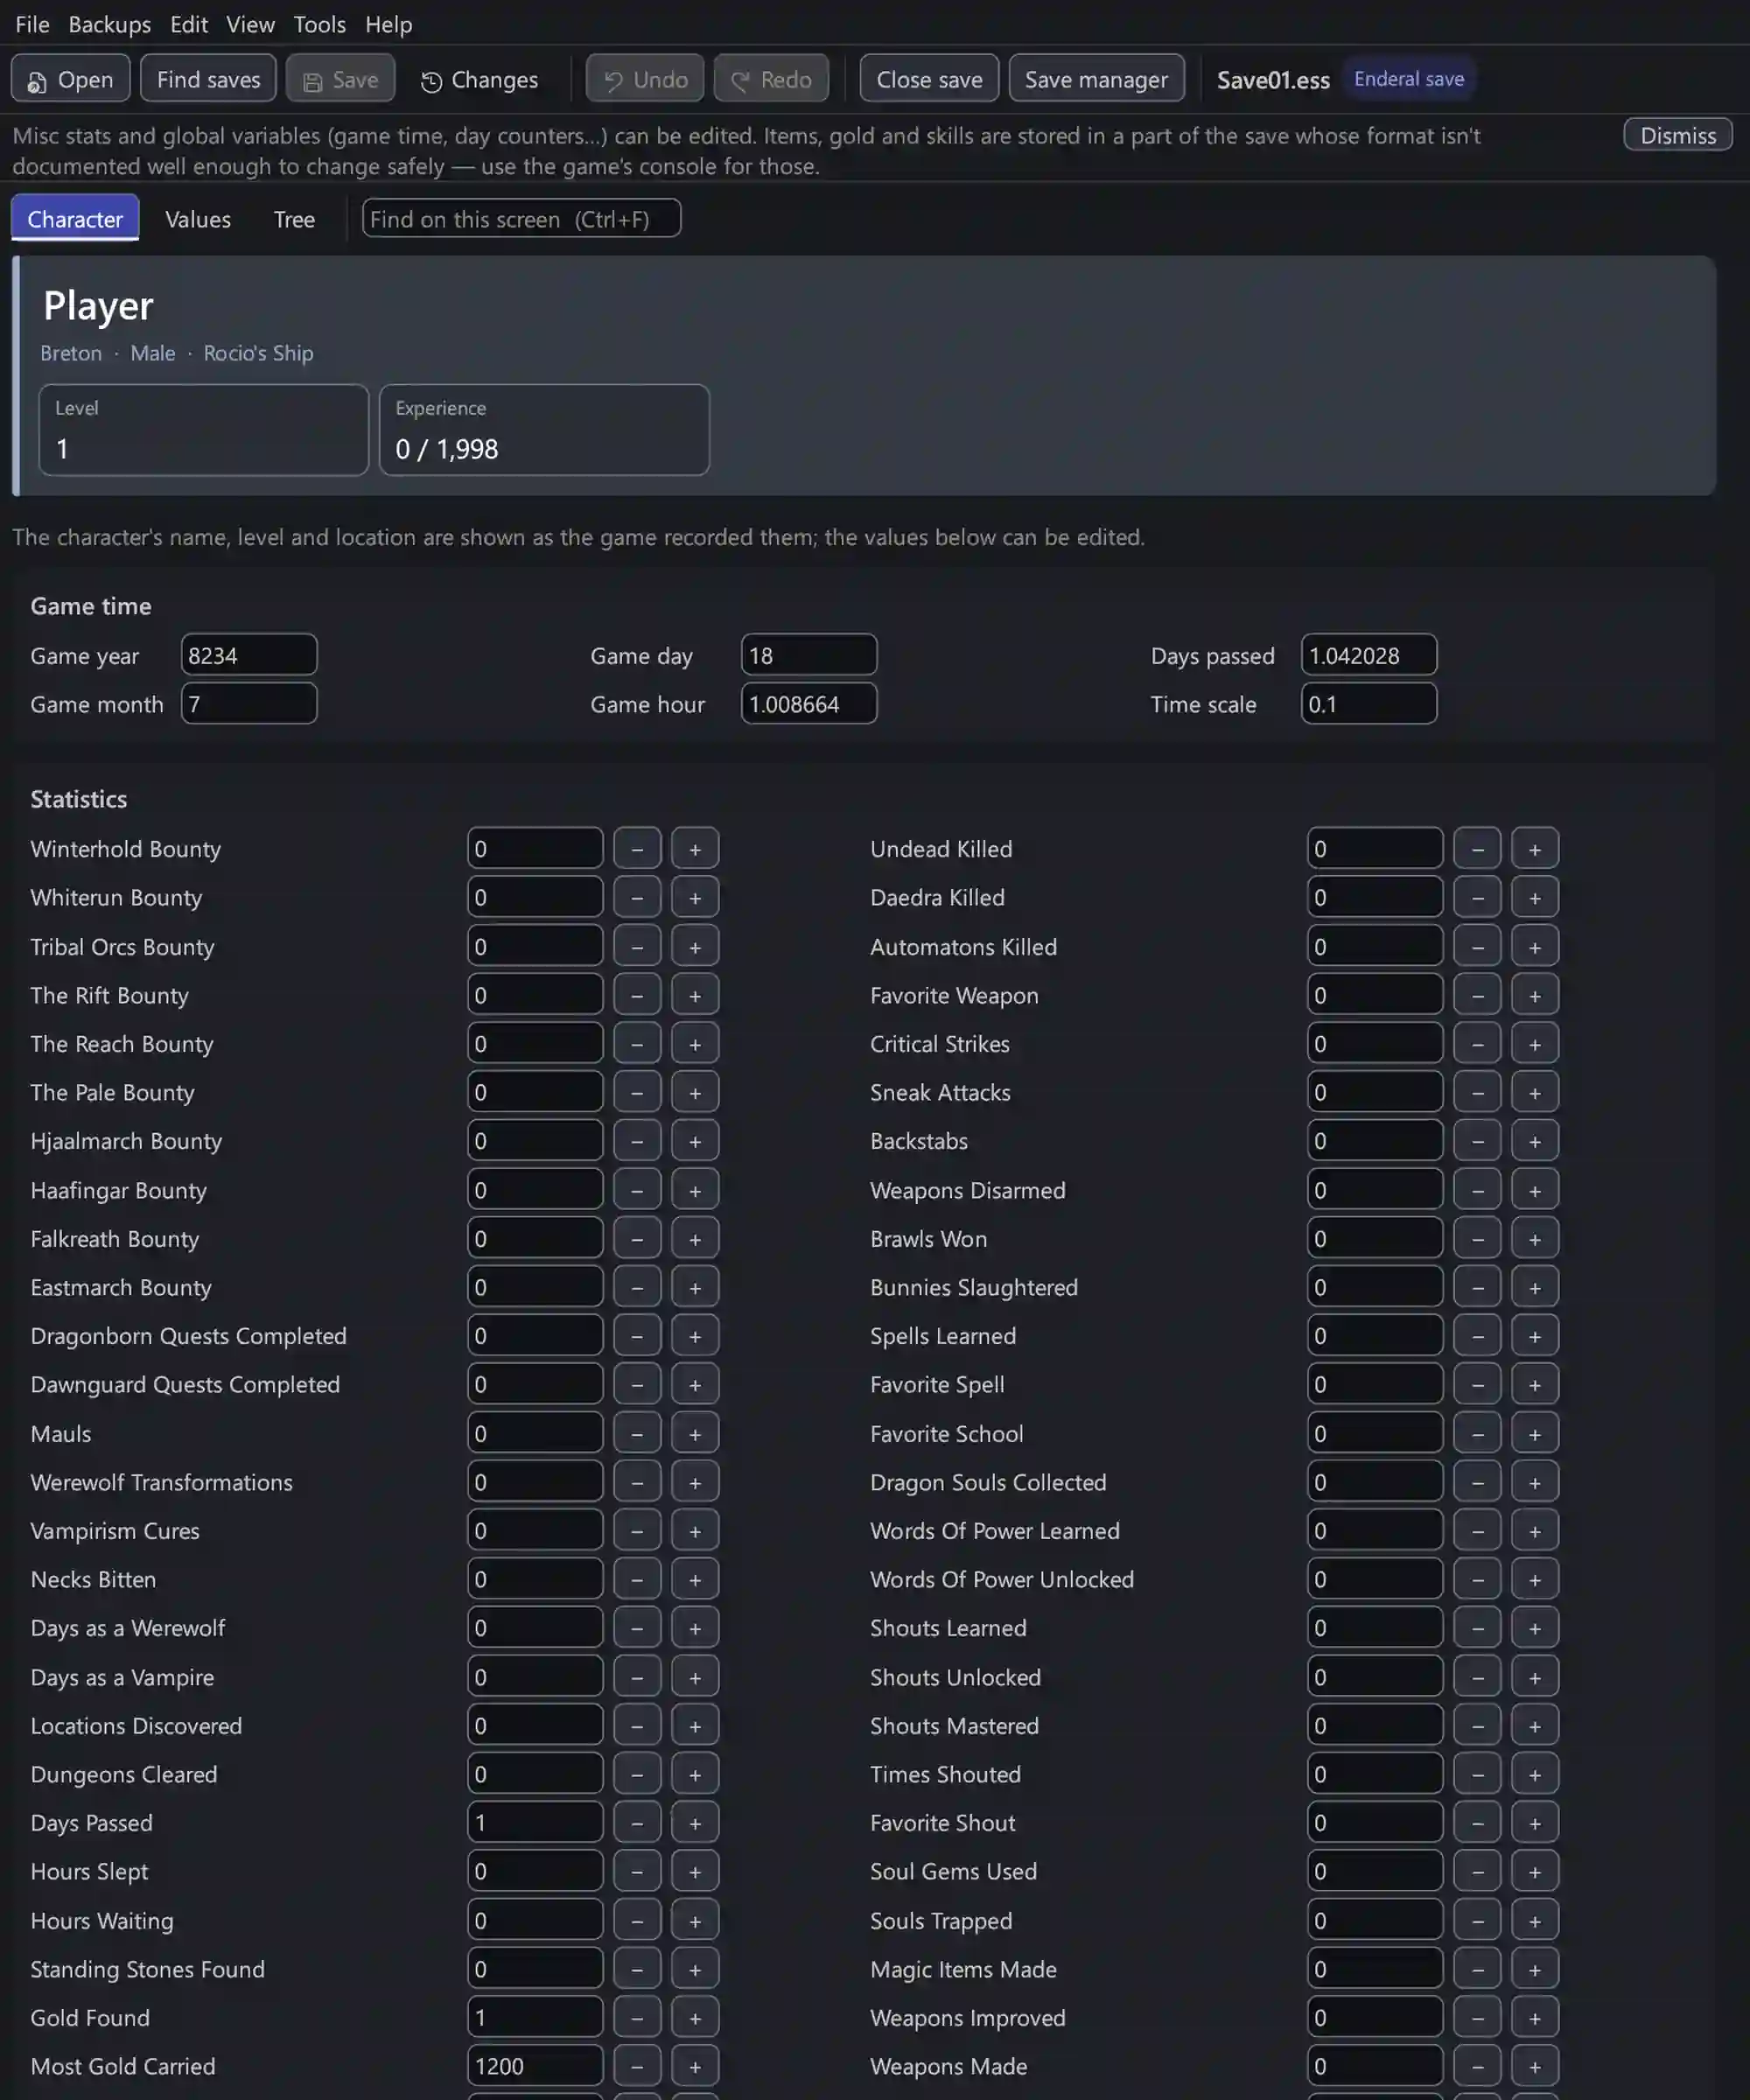 File Backups Edit View Tools Help
Open Find saves Save Changes Undo Redo Close save Save manager Save01.ess Enderal save
Misc stats and global variables (game time, day counters...) can be edited. Items, gold and skills are stored in a part of the save whose format isn't
documented well enough to change safely — use the game's console for those.
Dismiss
Character Values Tree Find on this screen (Ctrl+F)
Player
Breton · Male · Rocio's Ship
Level Experience
1 0 / 1,998
The character's name, level and location are shown as the game recorded them; the values below can be edited.
Game time
Game year 8234 Game day 18 Days passed 1.042028
Game month 7 Game hour 1.008664 Time scale 0.1
Statistics
Winterhold Bounty 0 − + Undead Killed 0 − +
Whiterun Bounty 0 − + Daedra Killed 0 − +
Tribal Orcs Bounty 0 − + Automatons Killed 0 − +
The Rift Bounty 0 − + Favorite Weapon 0 − +
The Reach Bounty 0 − + Critical Strikes 0 − +
The Pale Bounty 0 − + Sneak Attacks 0 − +
Hjaalmarch Bounty 0 − + Backstabs 0 − +
Haafingar Bounty 0 − + Weapons Disarmed 0 − +
Falkreath Bounty 0 − + Brawls Won 0 − +
Eastmarch Bounty 0 − + Bunnies Slaughtered 0 − +
Dragonborn Quests Completed 0 − + Spells Learned 0 − +
Dawnguard Quests Completed 0 − + Favorite Spell 0 − +
Mauls 0 − + Favorite School 0 − +
Werewolf Transformations 0 − + Dragon Souls Collected 0 − +
Vampirism Cures 0 − + Words Of Power Learned 0 − +
Necks Bitten 0 − + Words Of Power Unlocked 0 − +
Days as a Werewolf 0 − + Shouts Learned 0 − +
Days as a Vampire 0 − + Shouts Unlocked 0 − +
Locations Discovered 0 − + Shouts Mastered 0 − +
Dungeons Cleared 0 − + Times Shouted 0 − +
Days Passed 1 − + Favorite Shout 0 − +
Hours Slept 0 − + Soul Gems Used 0 − +
Hours Waiting 0 − + Souls Trapped 0 − +
Standing Stones Found 0 − + Magic Items Made 0 − +
Gold Found 1 − + Weapons Improved 0 − +
Most Gold Carried 1200 − + Weapons Made 0 − +